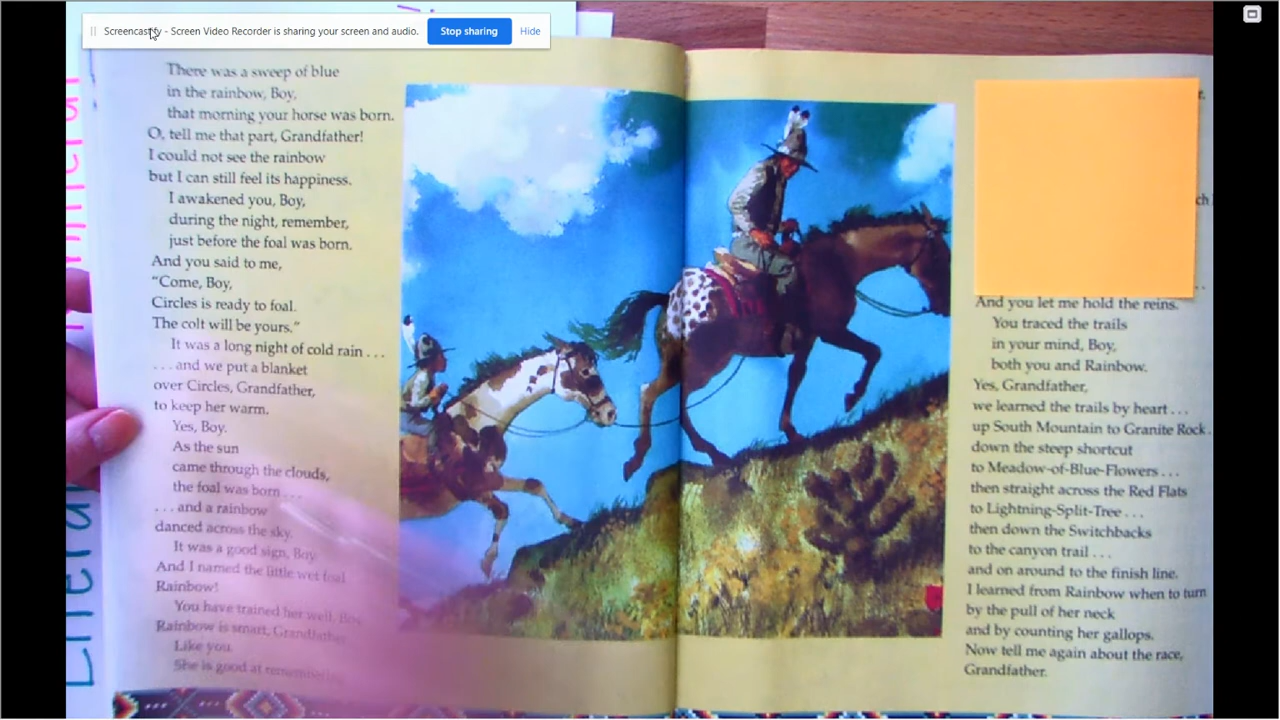 Screencastify - Screen Video Recorder is sharing your screen and audio.
Stop sharing
Hide
There was a sweep of blue
in the rainbow, Boy,
that morning your horse was born.
O, tell me that part, Grandfather!
I could not see the rainbow
but I can still feel its happiness.
I awakened you, Boy,
during the night, remember,
just before the foal was born.
And you said to me,
“Come, Boy,
Circles is ready to foal.
The colt will be yours.”
It was a long night of cold rain . . .
. . . and we put a blanket
over Circles, Grandfather,
to keep her warm.
Yes, Boy.
As the sun
came through the clouds,
the foal was born . . .
. . . and a rainbow
danced across the sky.
It was a good sign, Boy.
And I named the little wet foal
Rainbow!
You have trained her well, Boy.
Rainbow is smart, Grandfather.
Like you.
She is good at remembering
And you let me hold the reins.
You traced the trails
in your mind, Boy,
both you and Rainbow.
Yes, Grandfather,
we learned the trails by heart . . .
up South Mountain to Granite Rock.
down the steep shortcut
to Meadow-of-Blue-Flowers . . .
then straight across the Red Flats
to Lightning-Split-Tree . . .
then down the Switchbacks
to the canyon trail . . .
and on around to the finish line.
I learned from Rainbow when to turn
by the pull of her neck
and by counting her gallops.
Now tell me again about the race,
Grandfather.